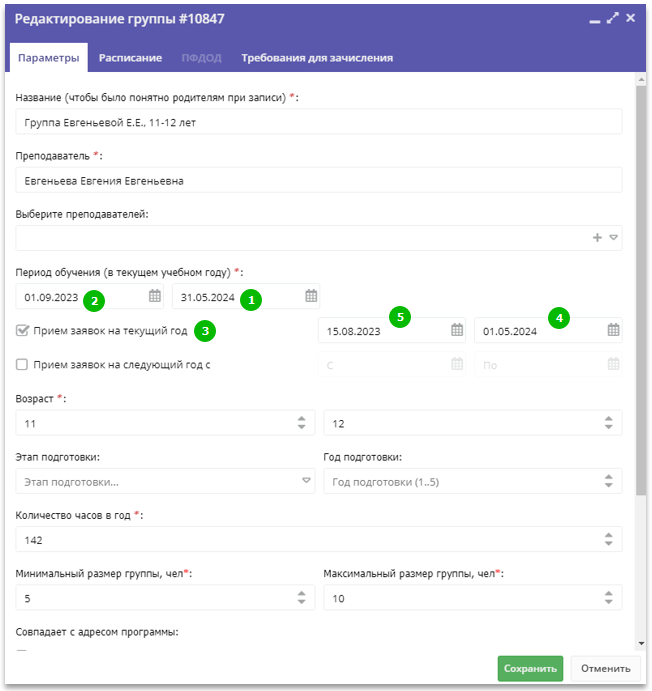 Редактирование группы #10847
Параметры Расписание ПФДОД Требования для зачисления
Название (чтобы было понятно родителям при записи) *:
Группа Евгеньевой Е.Е., 11-12 лет
Преподаватель *:
Евгеньева Евгения Евгеньевна
Выберите преподавателей:
Период обучения (в текущем учебном году) *:
01.09.2023 2 31.05.2024 1
Прием заявок на текущий год 3 15.08.2023 5 01.05.2024 4
Прием заявок на следующий год с С По
Возраст *:
11 12
Этап подготовки: Год подготовки:
Этап подготовки... Год подготовки (1..5)
Количество часов в год *:
142
Минимальный размер группы, чел*: Максимальный размер группы, чел*:
5 10
Совпадает с адресом программы:
Сохранить Отменить